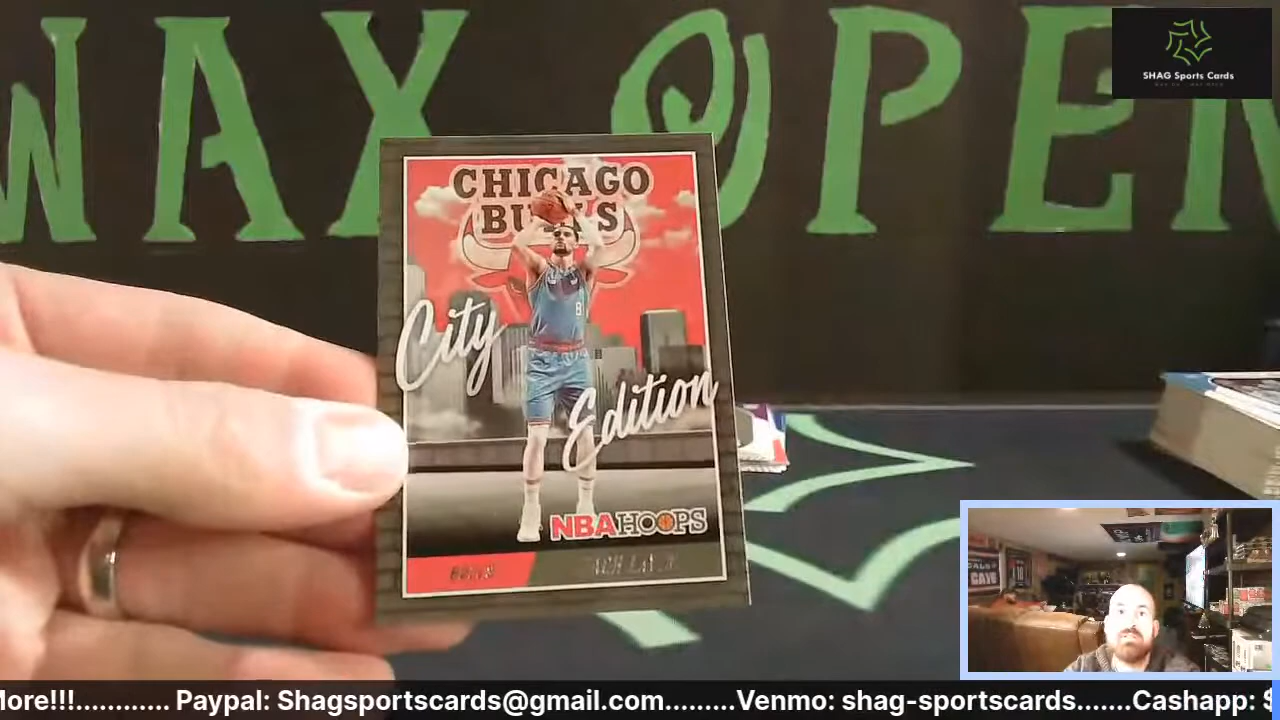 WAX OPEN
SHAG Sports Cards
CHICAGO
BULLS
City
Edition
NBA HOOPS
More!!!............ Paypal: Shagsportscards@gmail.com.........Venmo: shag-sportscards.......Cashapp: $